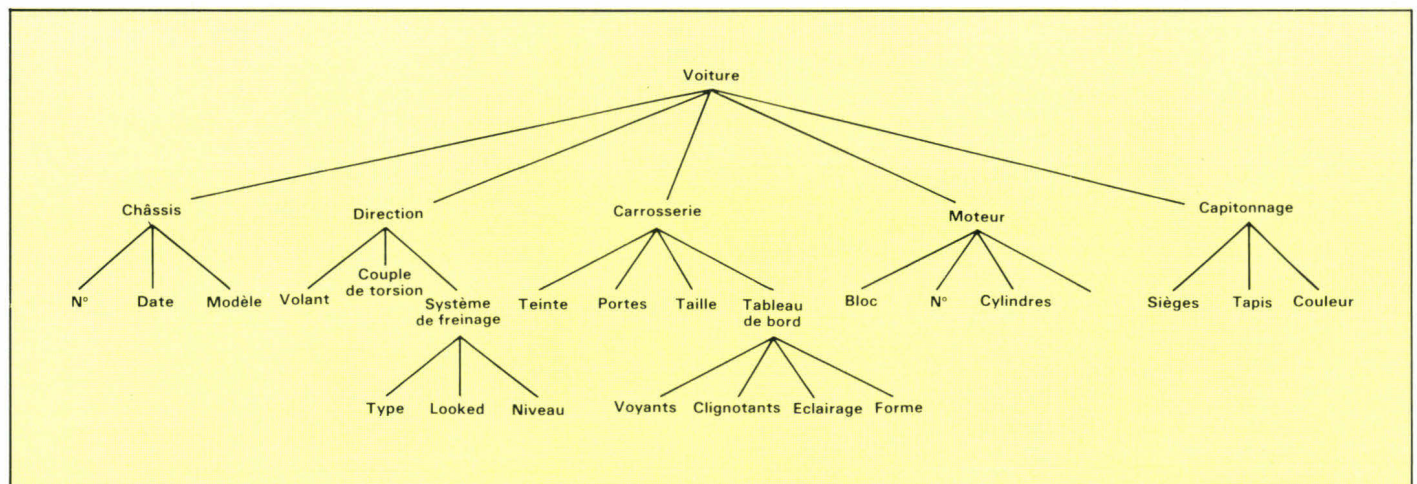 Voiture
Châssis
Direction
Carrosserie
Moteur
Capitonnage
N°
Date
Modèle
Volant
Couple
de torsion
Système
de freinage
Teinte
Portes
Taille
Tableau
de bord
Bloc
N°
Cylindres
Sièges
Tapis
Couleur
Type
Looked
Niveau
Voyants
Clignotants
Eclairage
Forme